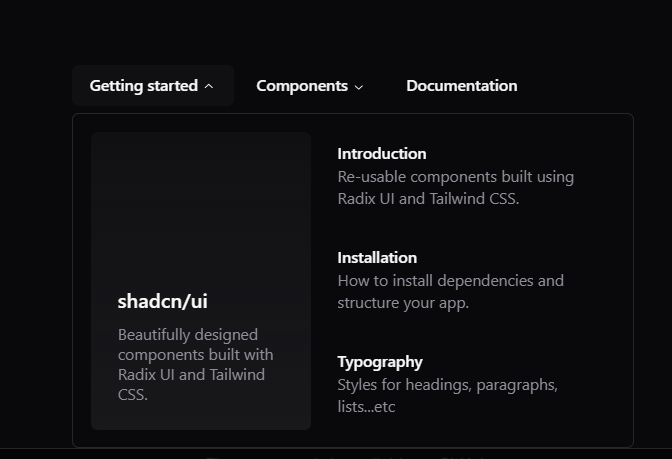 Getting started
Components
Documentation
shadcn/ui
Beautifully designed
components built with
Radix UI and Tailwind
CSS.
Introduction
Re-usable components built using
Radix UI and Tailwind CSS.
Installation
How to install dependencies and
structure your app.
Typography
Styles for headings, paragraphs,
lists...etc